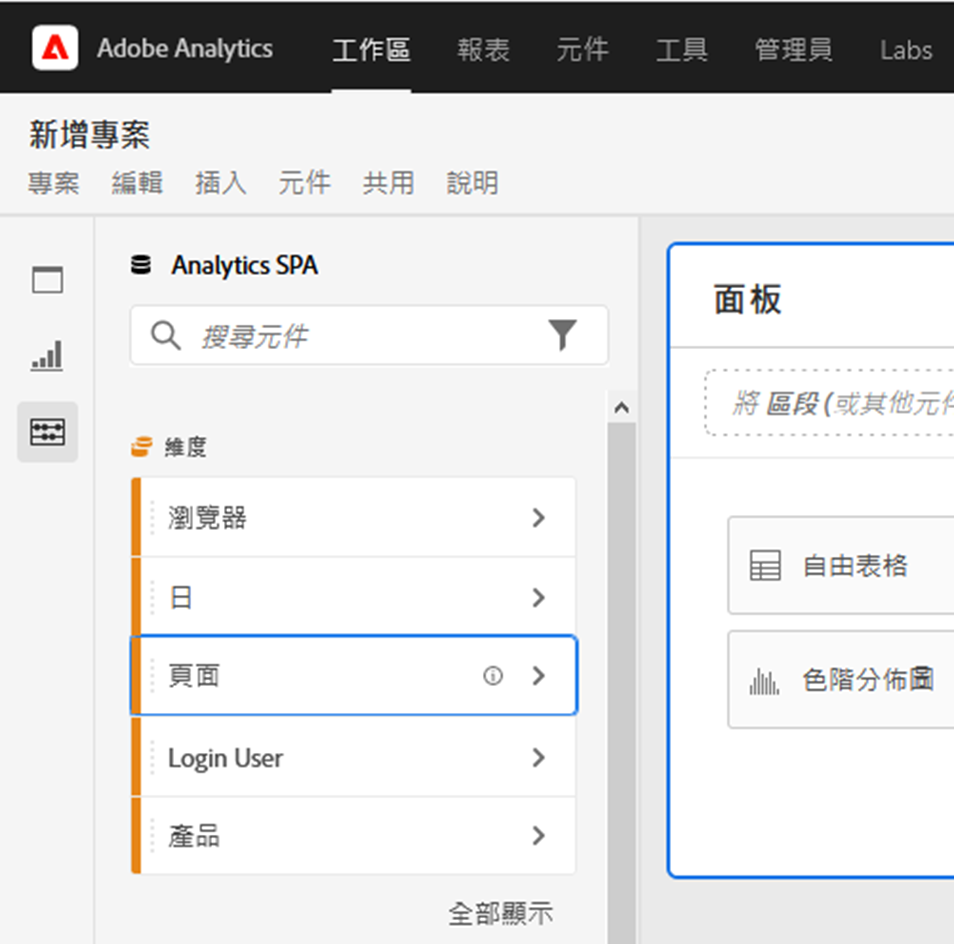 Adobe Analytics 工作區 報表 元件 工具 管理員 Labs
新增專案
專案 編輯 插入 元件 共用 說明
Analytics SPA
搜尋元件
維度
瀏覽器
日
頁面
Login User
產品
全部顯示
面板
將 區段 (或其他元件
自由表格
色階分佈圖